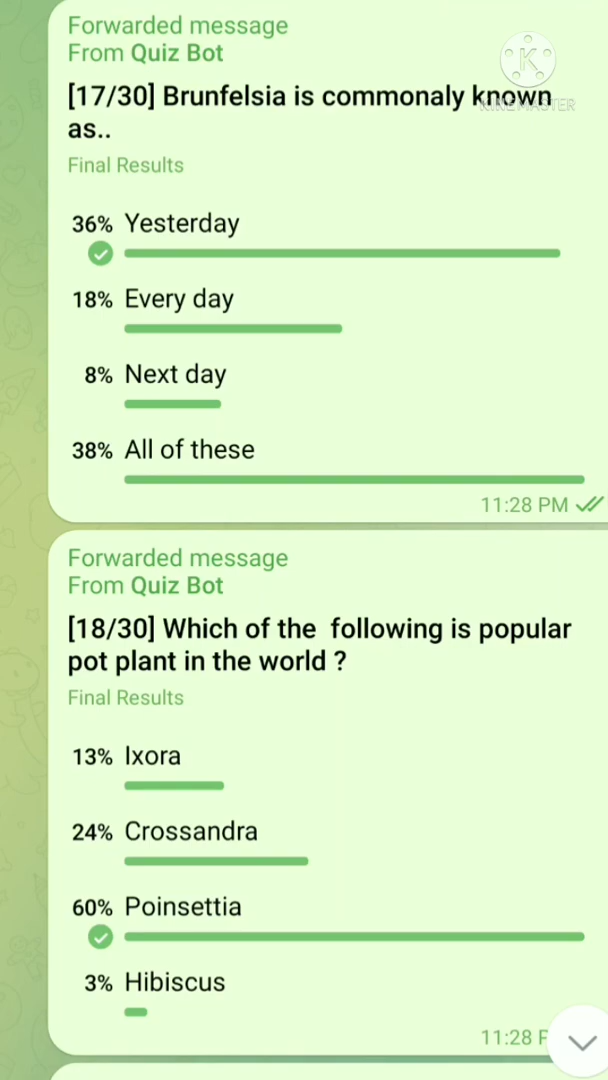 Forwarded message
From Quiz Bot
[17/30] Brunfelsia is commonaly known
as..
Final Results
36% Yesterday
18% Every day
8% Next day
38% All of these
11:28 PM
Forwarded message
From Quiz Bot
[18/30] Which of the following is popular
pot plant in the world ?
Final Results
13% Ixora
24% Crossandra
60% Poinsettia
3% Hibiscus
11:28
K
KINEMASTER